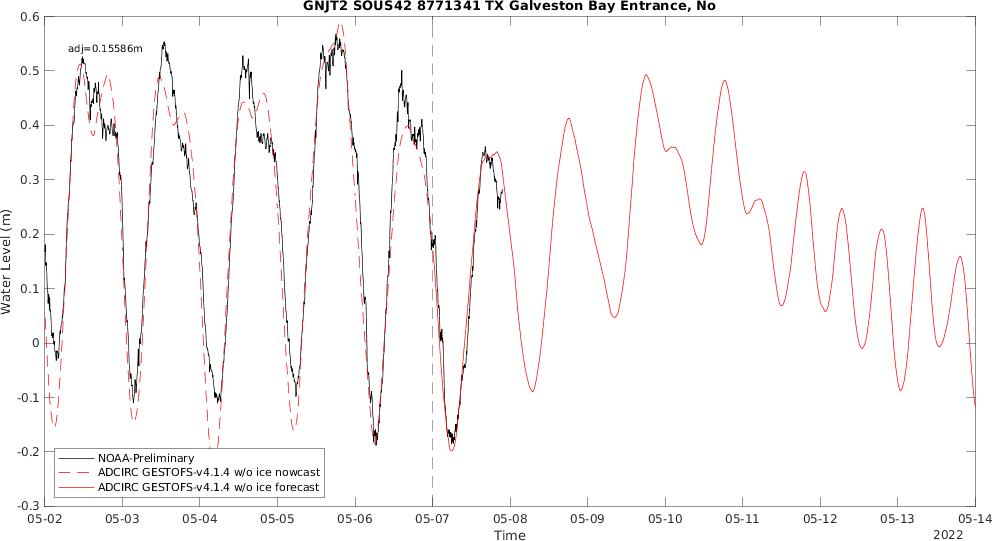 GNJT2 SOUS42 8771341 TX Galveston Bay Entrance, No
adj=0.15586m
Water Level (m)
0.6
0.5
0.4
0.3
0.2
0.1
0
-0.1
-0.2
-0.3
NOAA-Preliminary
ADCIRC GESTOFS-v4.1.4 w/o ice nowcast
ADCIRC GESTOFS-v4.1.4 w/o ice forecast
05-02 05-03 05-04 05-05 05-06 05-07 05-08 05-09 05-10 05-11 05-12 05-13 05-14
Time
2022